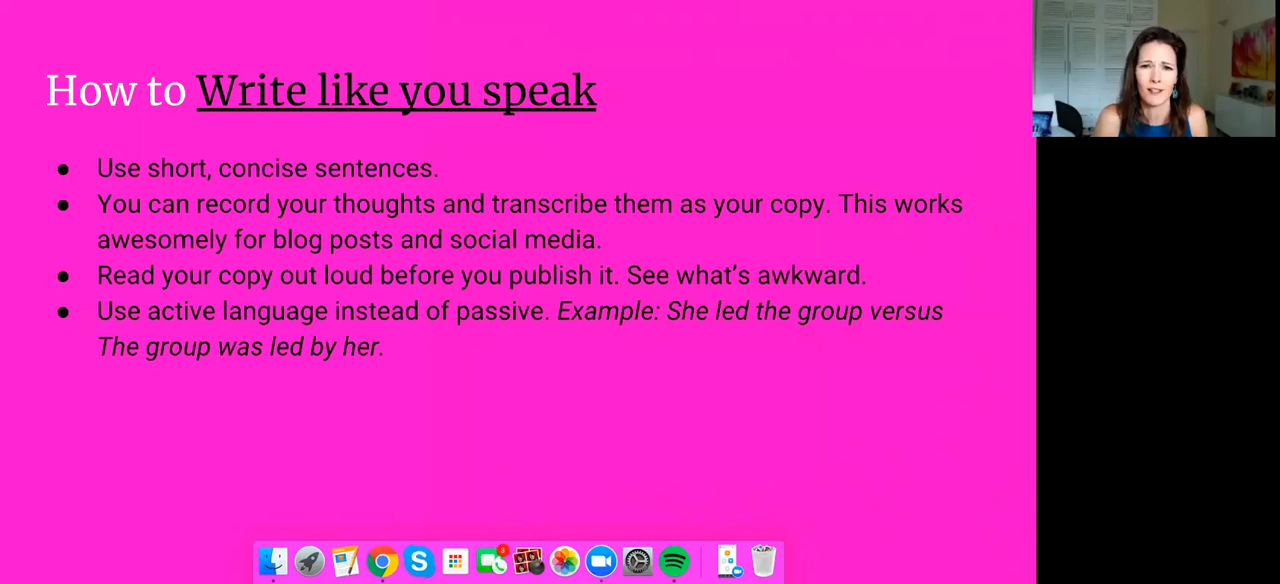 How to Write like you speak
● Use short, concise sentences.
● You can record your thoughts and transcribe them as your copy. This works
awesomely for blog posts and social media.
● Read your copy out loud before you publish it. See what's awkward.
● Use active language instead of passive. Example: She led the group versus
The group was led by her.
3